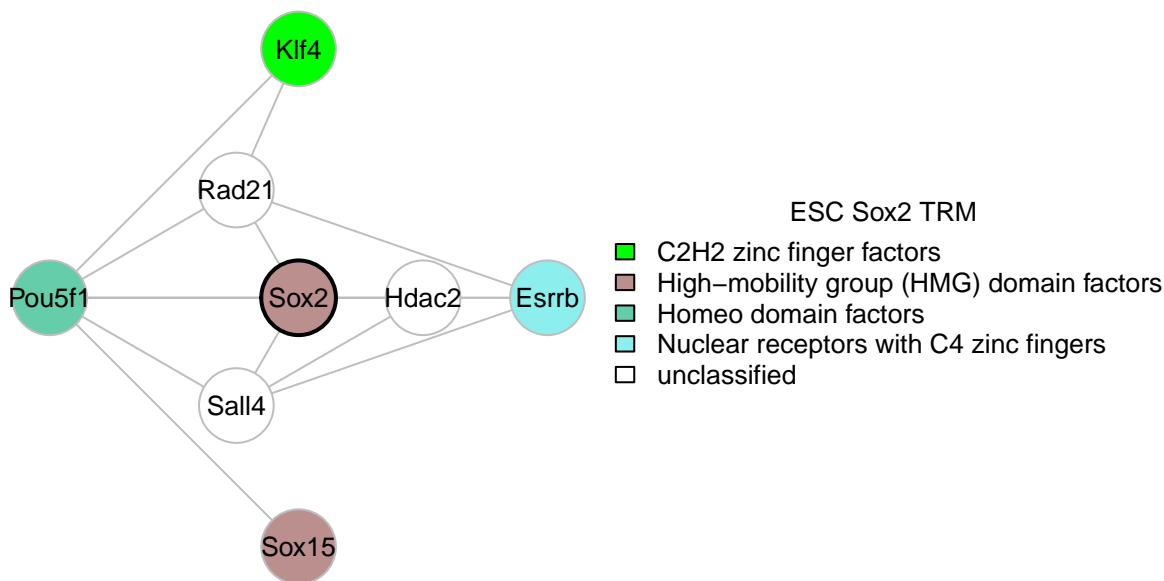 Klf4
Rad21
Pou5f1
Sox2
Hdac2
Esrrb
Sall4
Sox15
ESC Sox2 TRM
C2H2 zinc finger factors
High−mobility group (HMG) domain factors
Homeo domain factors
Nuclear receptors with C4 zinc fingers
unclassified